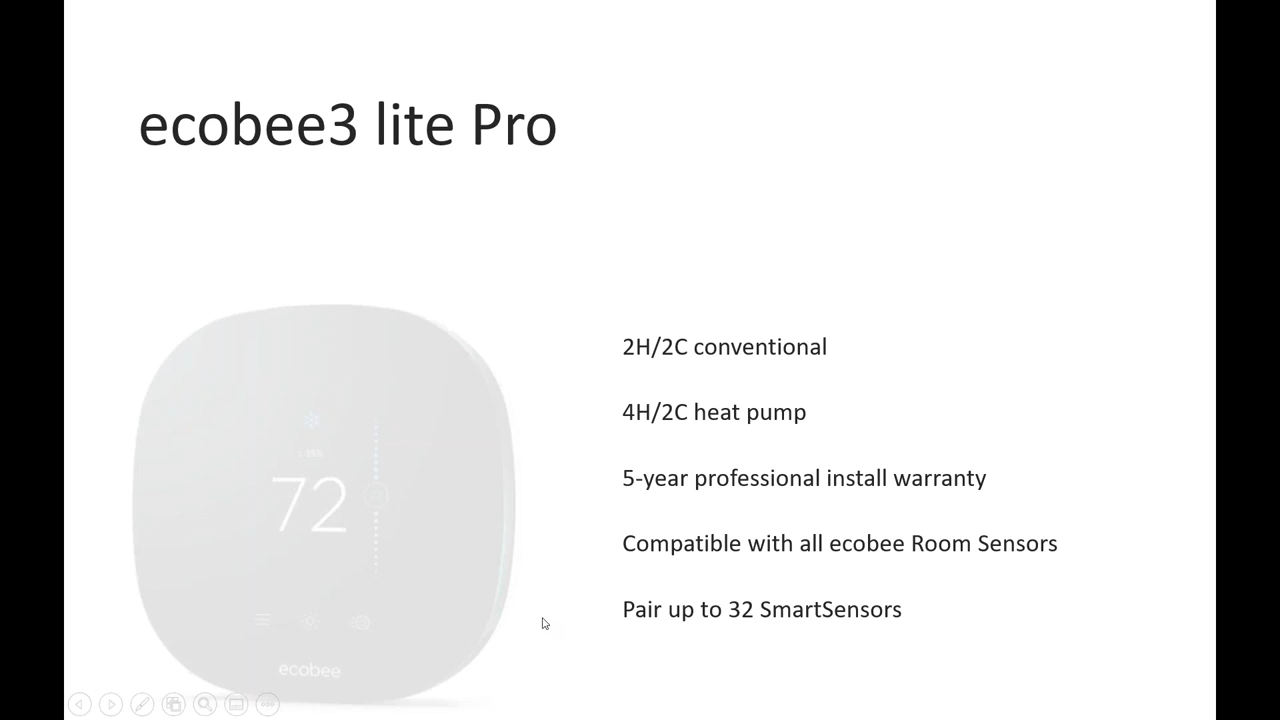 ecobee3 lite Pro
2H/2C conventional
4H/2C heat pump
5-year professional install warranty
Compatible with all ecobee Room Sensors
Pair up to 32 SmartSensors
72
ecobee